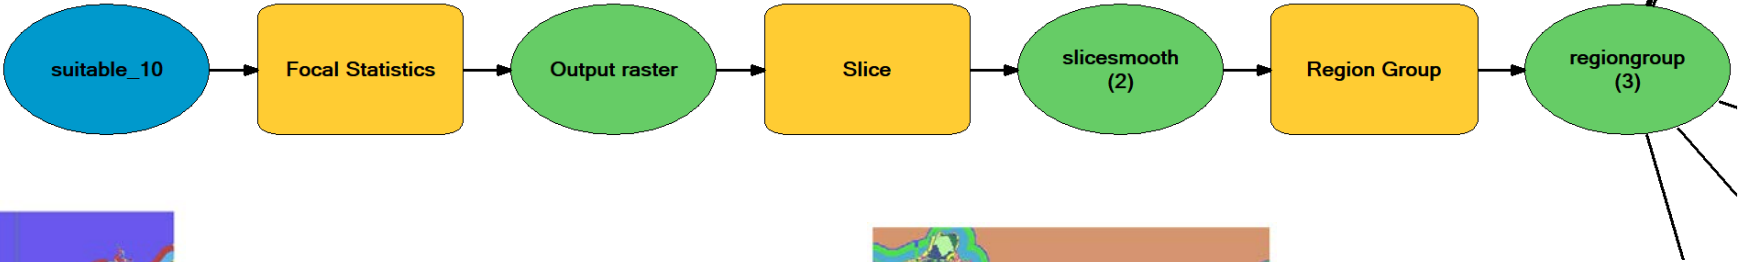 suitable_10
Focal Statistics
Output raster
Slice
slicesmooth
(2)
Region Group
regiongroup
(3)